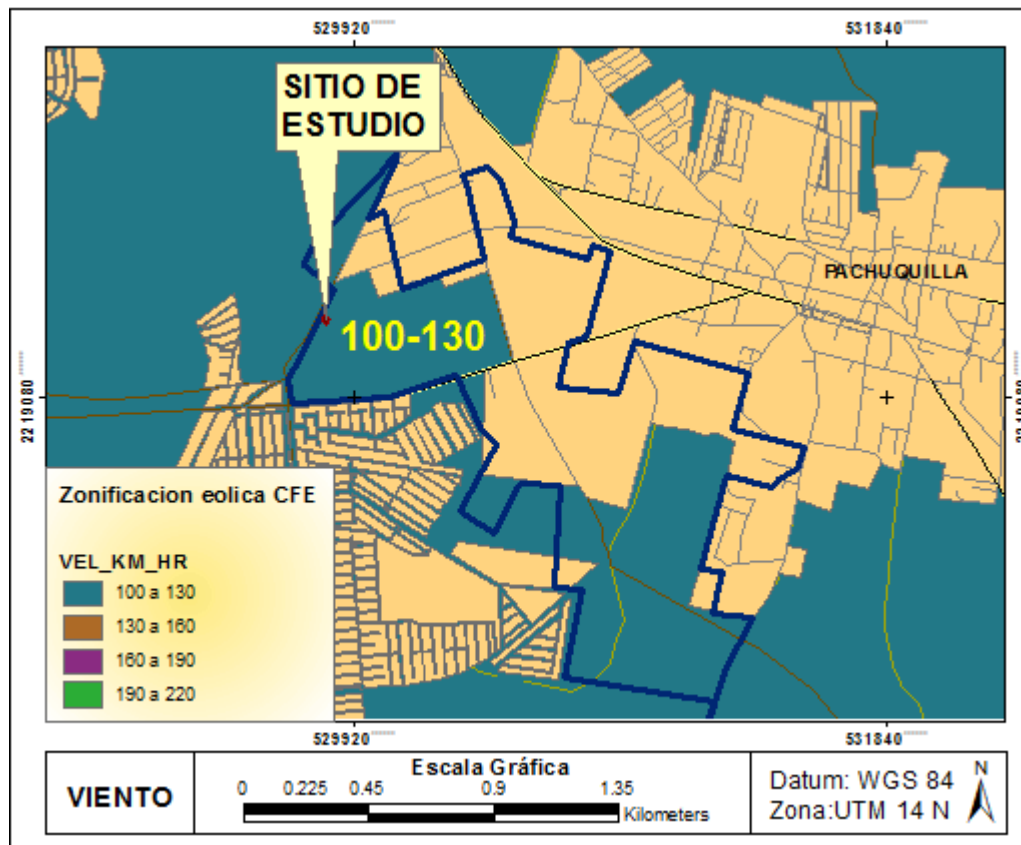 529920
531840
SITIO DE
ESTUDIO
PACHUQUILLA
100-130
2219080
2219080
Zonificacion eolica CFE
VEL_KM_HR
100 a 130
130 a 160
160 a 190
190 a 220
529920
531840
VIENTO
Escala Gráfica
0 0.225 0.45 0.9 1.35
Kilometers
Datum: WGS 84
Zona:UTM 14 N
N